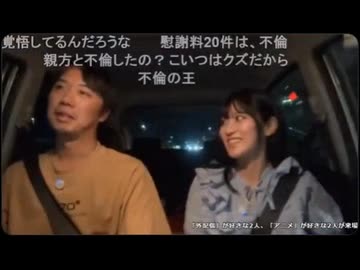 覚悟してるんだろうな　　慰謝料20件は、不倫
親方と不倫したの？こいつはクズだから
不倫の王
「外配信」が好きな2人、「アニメ」が好きな2人が来場